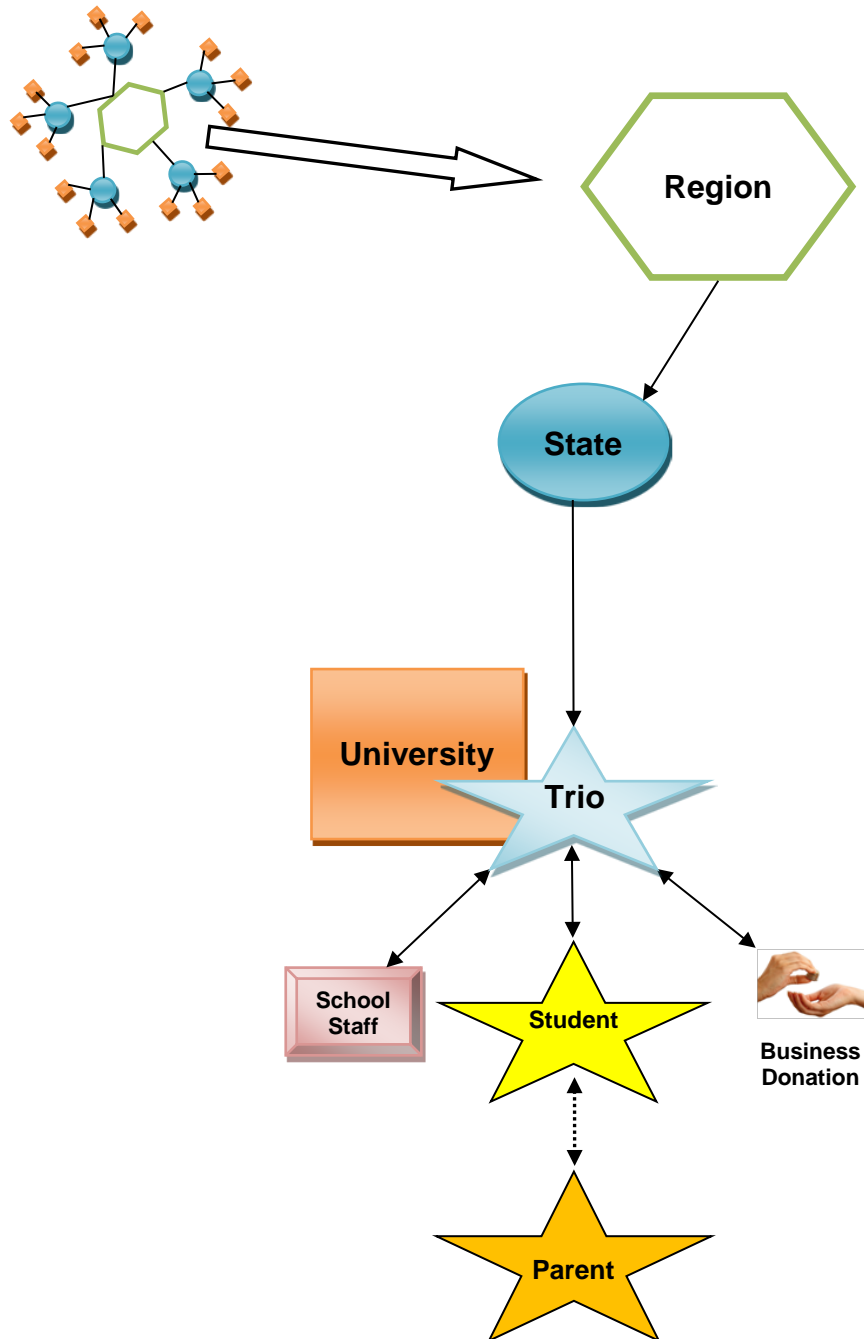 Region
State
University
Trio
School
Staff
Student
Business
Donation
Parent